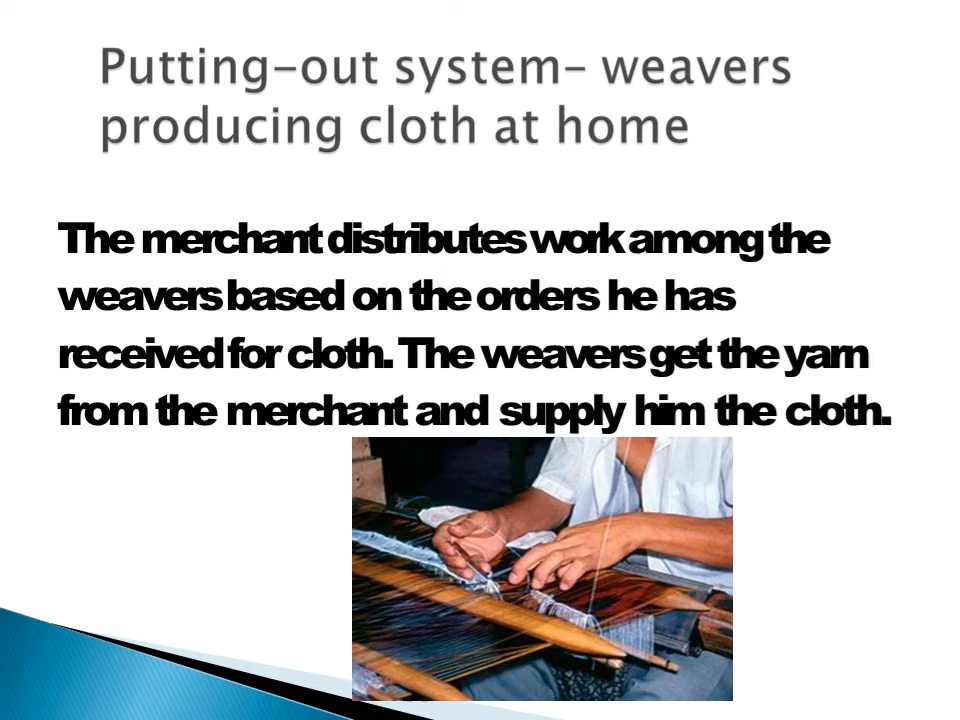 Putting-out system– weavers
producing cloth at home
The merchant distributes work among the
weavers based on the orders he has
received for cloth. The weavers get the yarn
from the merchant and supply him the cloth.